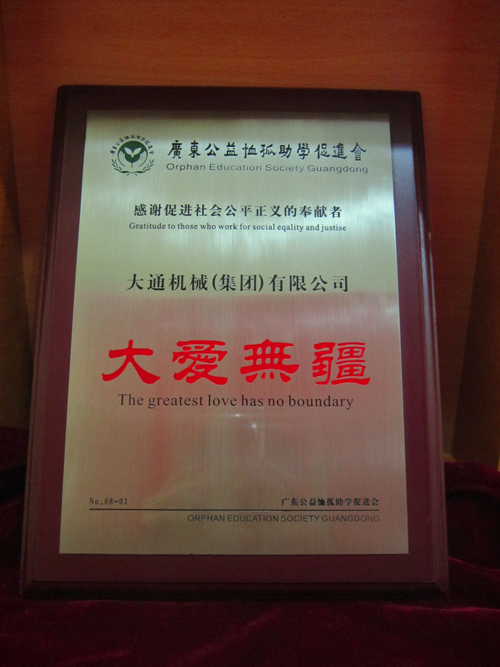 廣東公益恤孤助學促進會
Orphan Education Society Guangdong
感谢促进社会公平正义的奉献者
Gratitude to those who work for social eqality and justise
大通机械(集团)有限公司
大愛無疆
The greatest love has no boundary
No.08-01
广东公益恤孤助学促进会
ORPHAN EDUCATION SOCIETY GUANGDONG